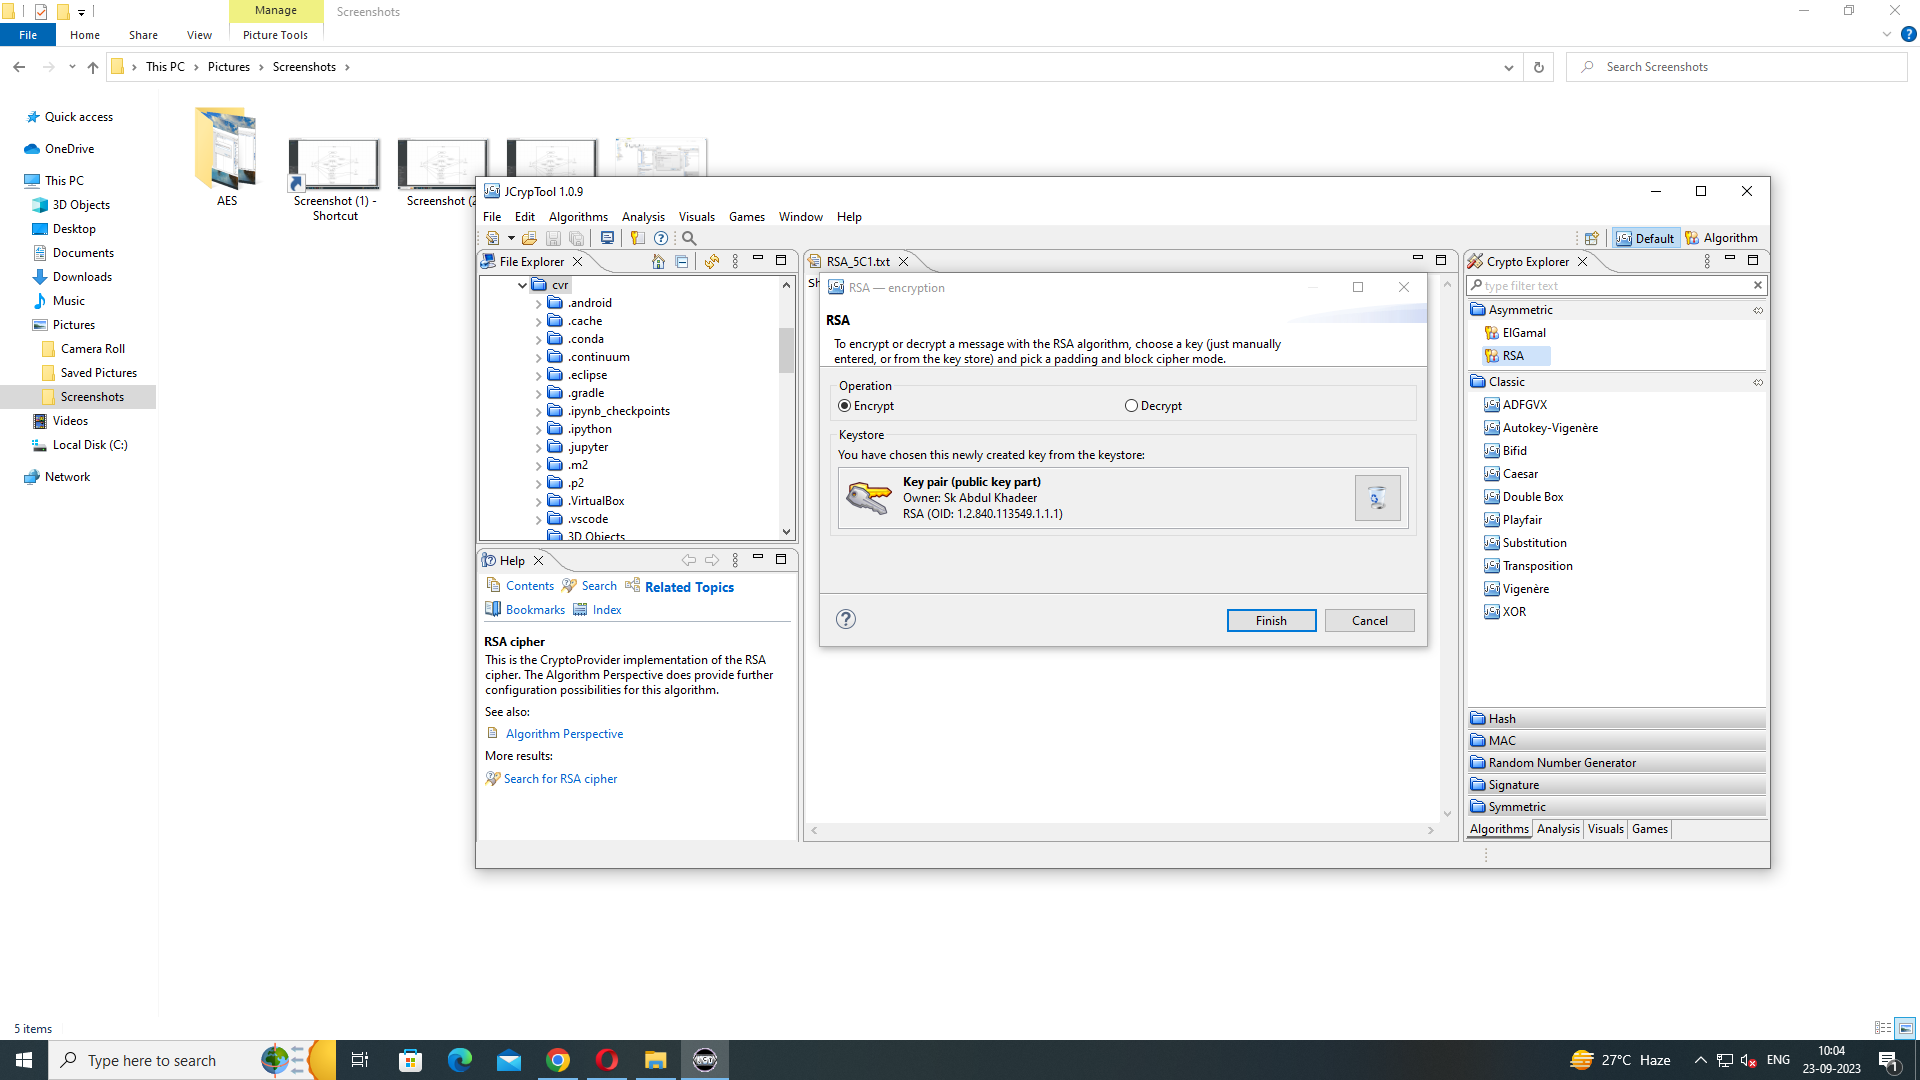 Manage
Screenshots
File
Home
Share
View
Picture Tools
This PC
Pictures
Screenshots
Search Screenshots
Quick access
OneDrive
This PC
3D Objects
Desktop
Documents
Downloads
Music
Pictures
Camera Roll
Saved Pictures
Screenshots
Videos
Local Disk (C:)
Network
AES
Screenshot (1) -
Shortcut
Screenshot (2
JCrypTool 1.0.9
File Edit Algorithms Analysis Visuals Games Window Help
Default
Algorithm
File Explorer
cvr
.android
.cache
.conda
.continuum
.eclipse
.gradle
.ipynb_checkpoints
.ipython
.jupyter
.m2
.p2
.VirtualBox
.vscode
3D Objects
Help
Contents
Search
Related Topics
Bookmarks
Index
RSA cipher
This is the CryptoProvider implementation of the RSA
cipher. The Algorithm Perspective does provide further
configuration possibilities for this algorithm.
See also:
Algorithm Perspective
More results:
Search for RSA cipher
RSA_5C1.txt
RSA — encryption
RSA
To encrypt or decrypt a message with the RSA algorithm, choose a key (just manually
entered, or from the key store) and pick a padding and block cipher mode.
Operation
Encrypt
Decrypt
Keystore
You have chosen this newly created key from the keystore:
Key pair (public key part)
Owner: Sk Abdul Khadeer
RSA (OID: 1.2.840.113549.1.1.1)
Finish
Cancel
Crypto Explorer
type filter text
Asymmetric
ElGamal
RSA
Classic
ADFGVX
Autokey-Vigenère
Bifid
Caesar
Double Box
Playfair
Substitution
Transposition
Vigenère
XOR
Hash
MAC
Random Number Generator
Signature
Symmetric
Algorithms
Analysis
Visuals
Games
5 items
Type here to search
27°C Haze
ENG
10:04
23-09-2023
1